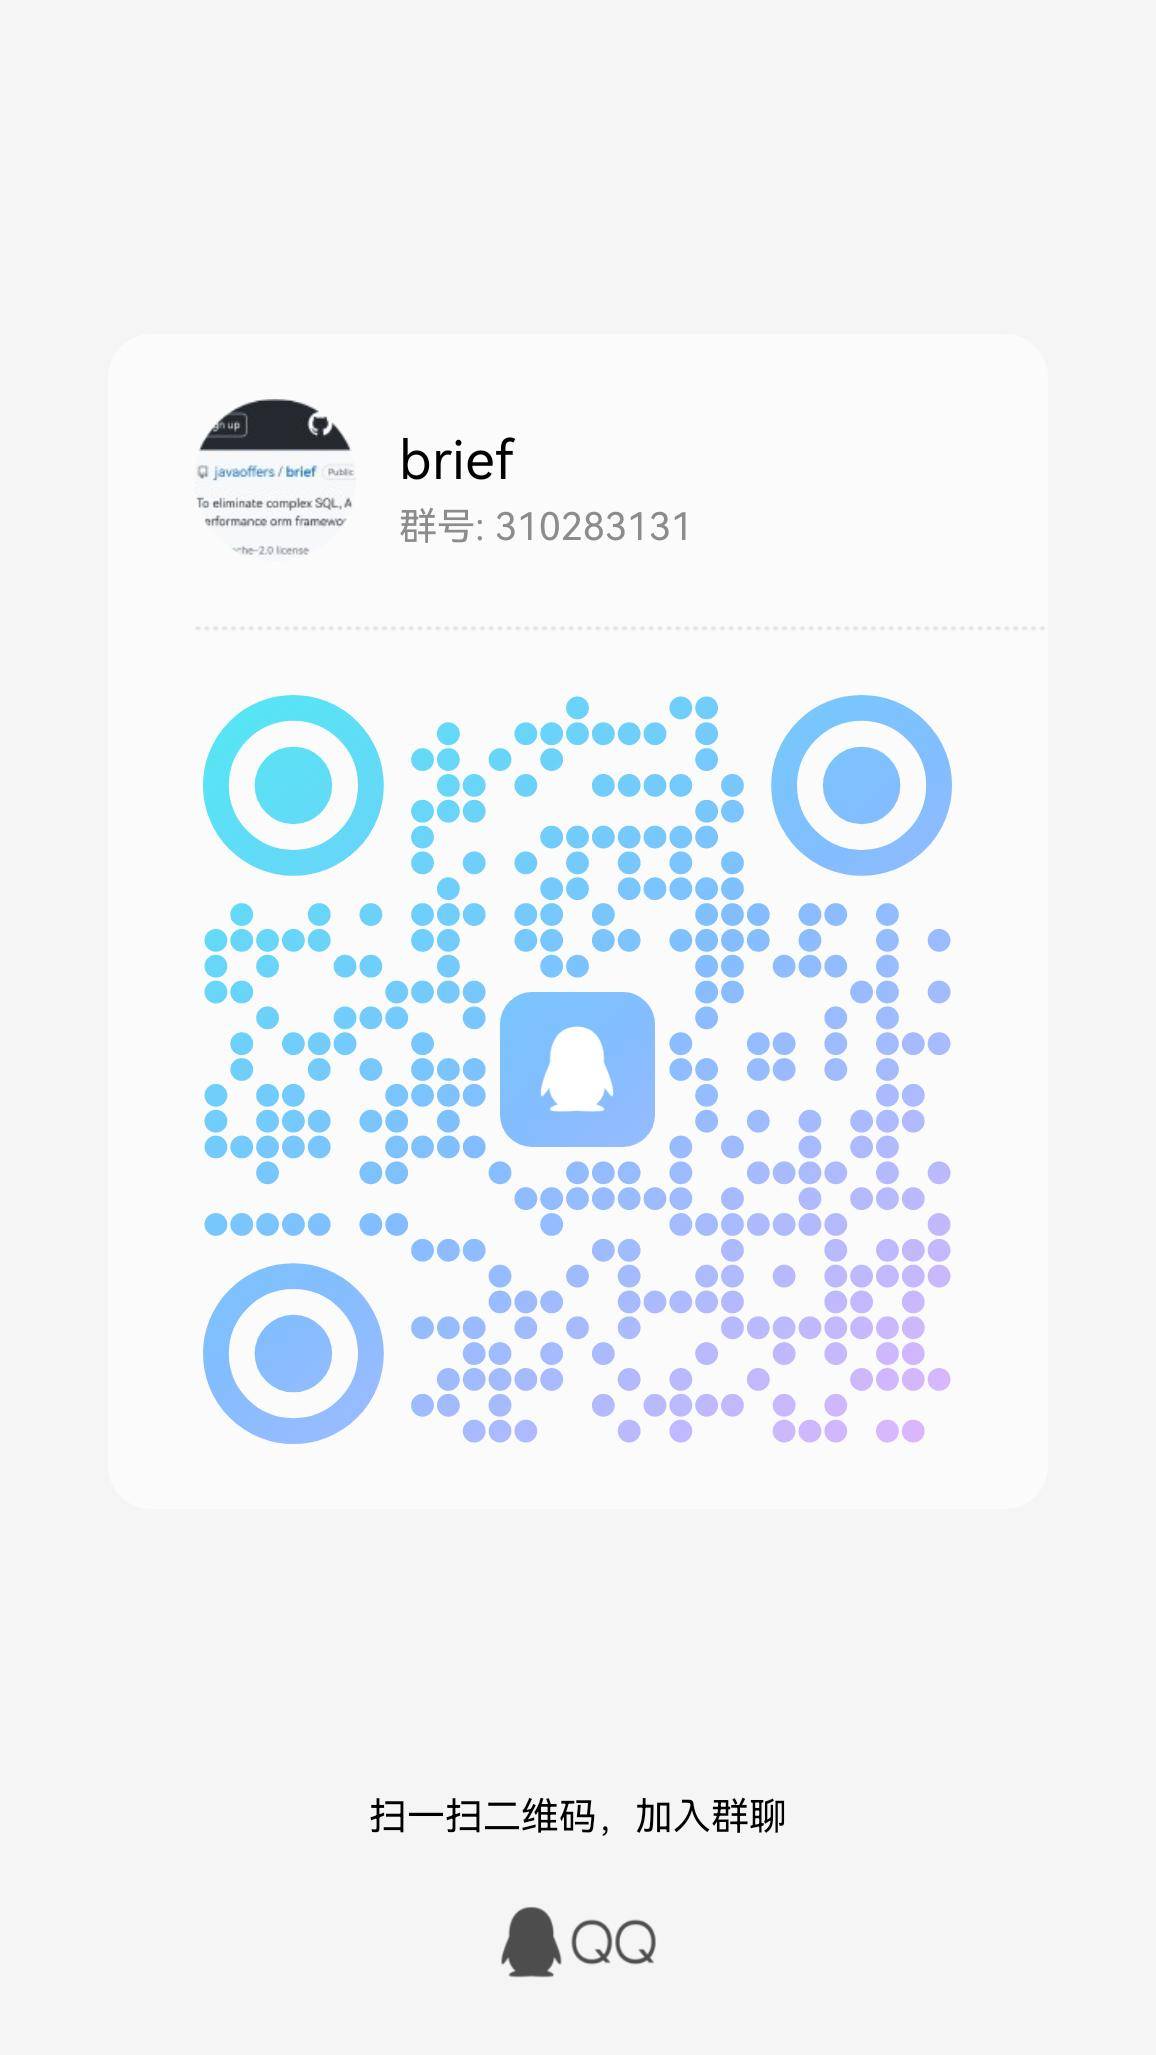 gn up
javaoffers / brief Public
To eliminate complex SQL, A
erformance orm framewor
che-2.0 license
brief
群号: 310283131
扫一扫二维码，加入群聊
QQ